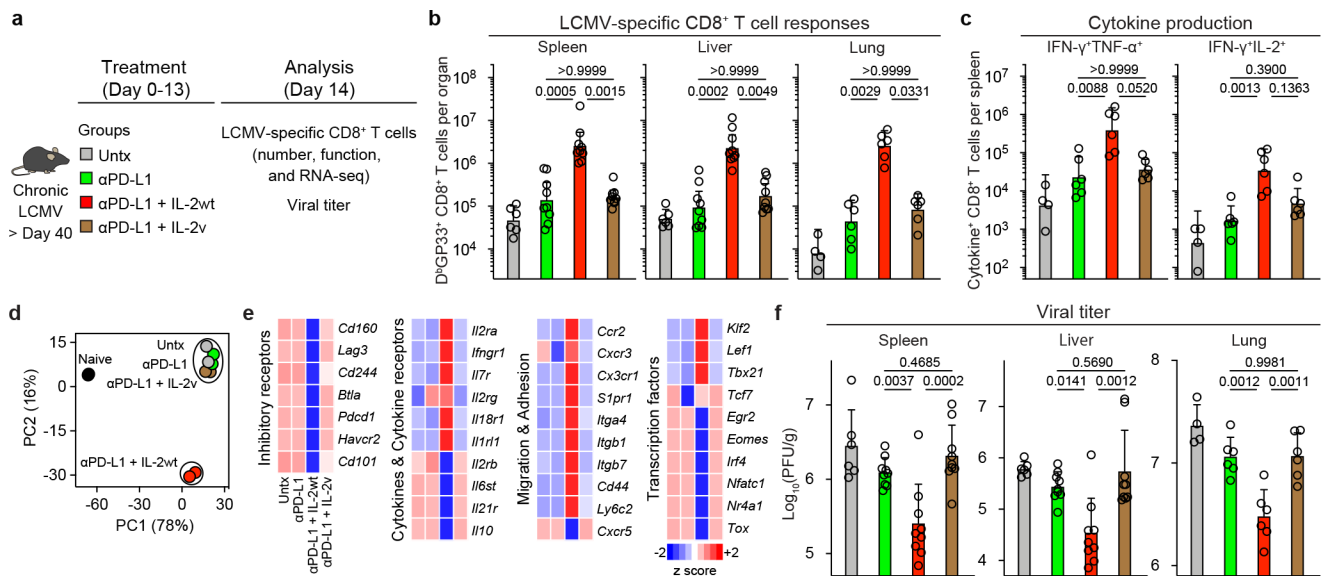 a
Treatment
(Day 0-13)
Analysis
(Day 14)
Groups
Untx
αPD-L1
αPD-L1 + IL-2wt
αPD-L1 + IL-2v
Chronic
LCMV
> Day 40
LCMV-specific CD8⁺ T cells
(number, function,
and RNA-seq)
Viral titer
b
LCMV-specific CD8⁺ T cell responses
Spleen
Liver
Lung
DᵇGP33⁺ CD8⁺ T cells per organ
10⁸
10⁷
10⁶
10⁵
10⁴
>0.9999
0.0005
0.0015
>0.9999
0.0002
0.0049
>0.9999
0.0029
0.0331
c
Cytokine production
IFN-γ⁺TNF-α⁺
IFN-γ⁺IL-2⁺
Cytokine⁺ CD8⁺ T cells per spleen
10⁷
10⁶
10⁵
10⁴
10³
10²
>0.9999
0.0088
0.0520
0.3900
0.0013
0.1363
d
PC2 (16%)
15
0
-15
-30
Naive
Untx
αPD-L1
αPD-L1 + IL-2v
αPD-L1 + IL-2wt
-60
-30
0
30
PC1 (78%)
e
Inhibitory receptors
Cd160
Lag3
Cd244
Btla
Pdcd1
Havcr2
Cd101
Untx
αPD-L1
αPD-L1 + IL-2wt
αPD-L1 + IL-2v
Cytokines & Cytokine receptors
Il2ra
Ifngr1
Il7r
Il2rg
Il18r1
Il1rl1
Il2rb
Il6st
Il21r
Il10
Migration & Adhesion
Ccr2
Cxcr3
Cx3cr1
S1pr1
Itga4
Itgb1
Itgb7
Cd44
Ly6c2
Cxcr5
Transcription factors
Klf2
Lef1
Tbx21
Tcf7
Egr2
Eomes
Irf4
Nfatc1
Nr4a1
Tox
-2
+2
z score
f
Viral titer
Spleen
Liver
Lung
Log₁₀(PFU/g)
7
6
5
0.4685
0.0037
0.0002
7
6
5
4
0.5690
0.0141
0.0012
8
7
6
0.9981
0.0012
0.0011